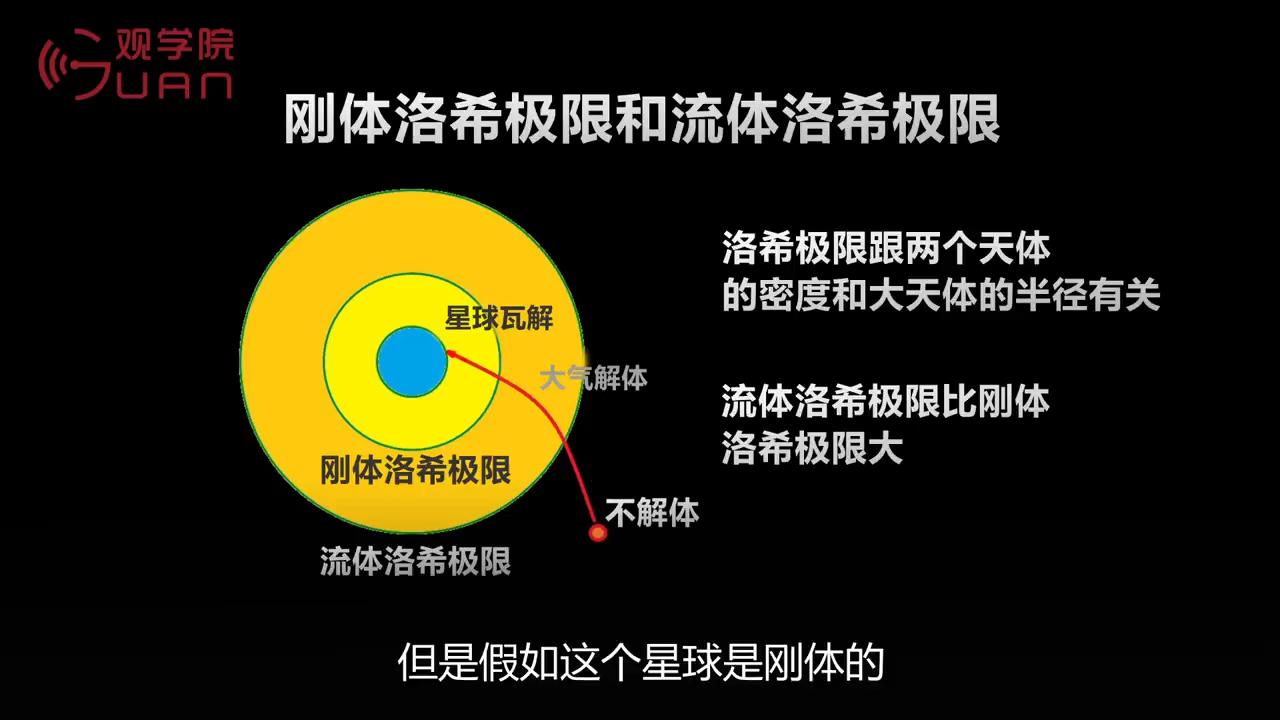 观学院
GUAN
刚体洛希极限和流体洛希极限
洛希极限跟两个天体
的密度和大天体的半径有关
星球瓦解
大气解体
流体洛希极限比刚体
洛希极限大
刚体洛希极限
不解体
流体洛希极限
但是假如这个星球是刚体的